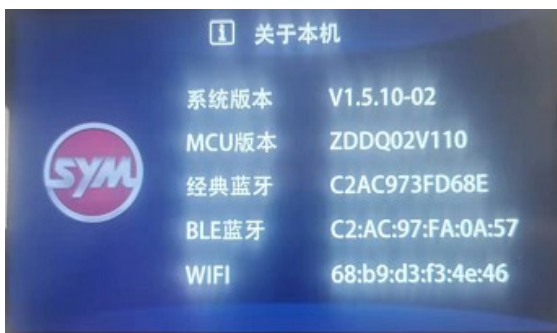 关于本机
系统版本 V1.5.10-02
MCU版本 ZDDQ02V110
SYM
经典蓝牙 C2AC973FD68E
BLE蓝牙 C2:AC:97:FA:0A:57
WIFI 68:b9:d3:f3:4e:46